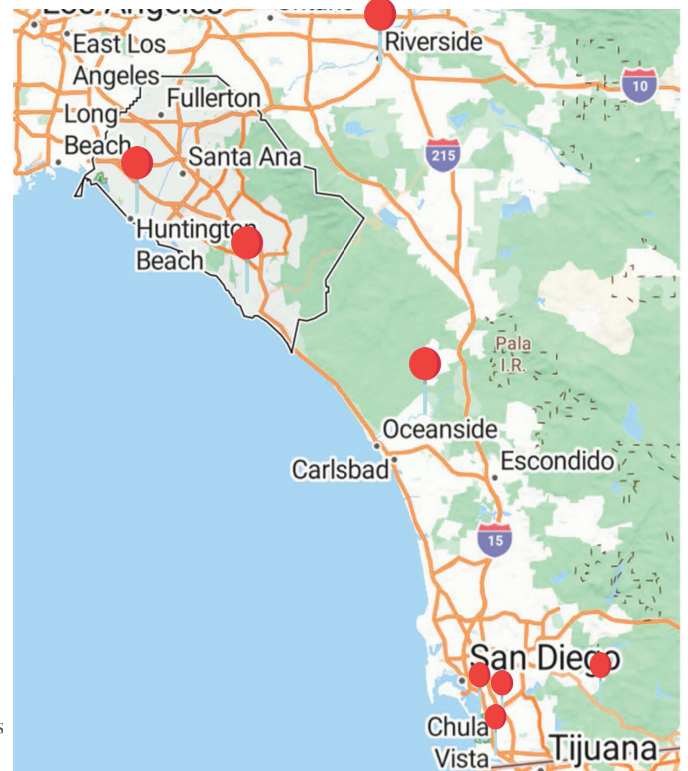 Los Angeles
Ontario
East Los
Angeles
Riverside
10
Fullerton
Long
Beach
215
Santa Ana
Huntington
Beach
Pala
I.R.
Oceanside
Carlsbad
Escondido
15
San Diego
s
Chula
Vista
Tijuana